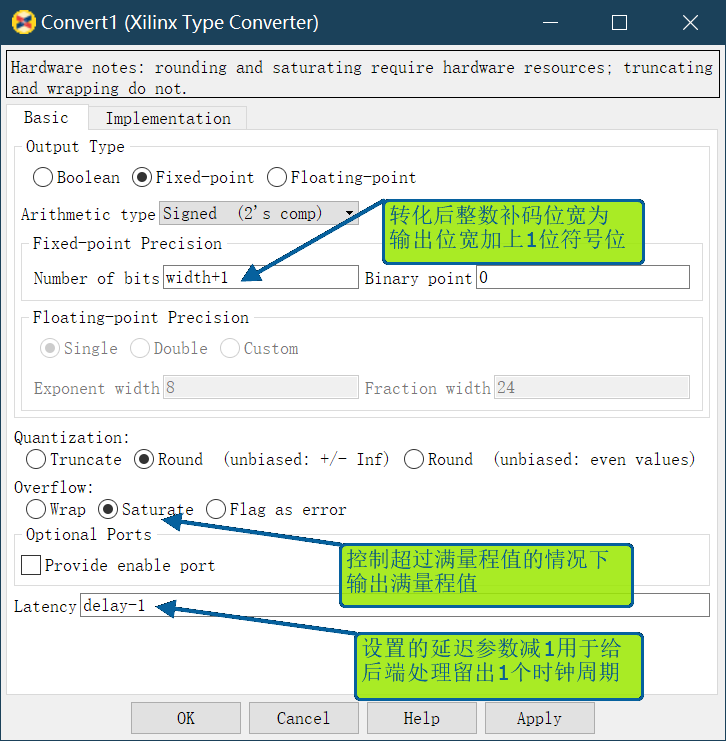 Convert1 (Xilinx Type Converter)
Hardware notes: rounding and saturating require hardware resources; truncating
and wrapping do not.
Basic
Implementation
Output Type
Boolean
Fixed-point
Floating-point
Arithmetic type
Signed (2's comp)
转化后整数补码位宽为
输出位宽加上1位符号位
Fixed-point Precision
Number of bits
width+1
Binary point
0
Floating-point Precision
Single
Double
Custom
Exponent width
8
Fraction width
24
Quantization:
Truncate
Round (unbiased: +/- Inf)
Round (unbiased: even values)
Overflow:
Wrap
Saturate
Flag as error
Optional Ports
Provide enable port
控制超过满量程值的情况下
输出满量程值
Latency
delay-1
设置的延迟参数减1用于给
后端处理留出1个时钟周期
OK
Cancel
Help
Apply